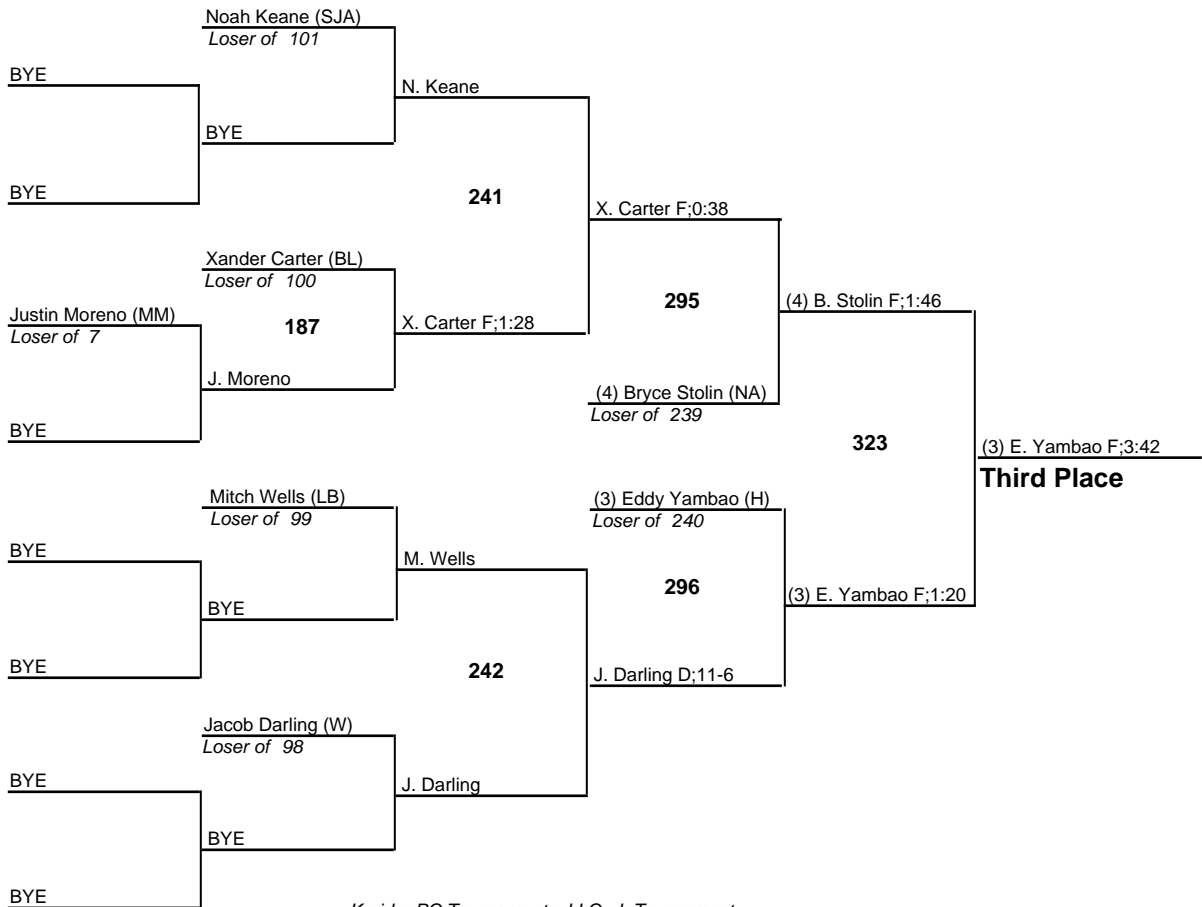 Noah Keane (SJA)
Loser of 101
BYE
N. Keane
BYE
BYE
241
X. Carter F;0:38
Xander Carter (BL)
Loser of 100
295
(4) B. Stolin F;1:46
Justin Moreno (MM)
Loser of 7
187
X. Carter F;1:28
J. Moreno
(4) Bryce Stolin (NA)
Loser of 239
BYE
323
(3) E. Yambao F;3:42
Third Place
Mitch Wells (LB)
Loser of 99
(3) Eddy Yambao (H)
Loser of 240
BYE
M. Wells
296
(3) E. Yambao F;1:20
BYE
BYE
242
J. Darling D;11-6
Jacob Darling (W)
Loser of 98
BYE
J. Darling
BYE
BYE